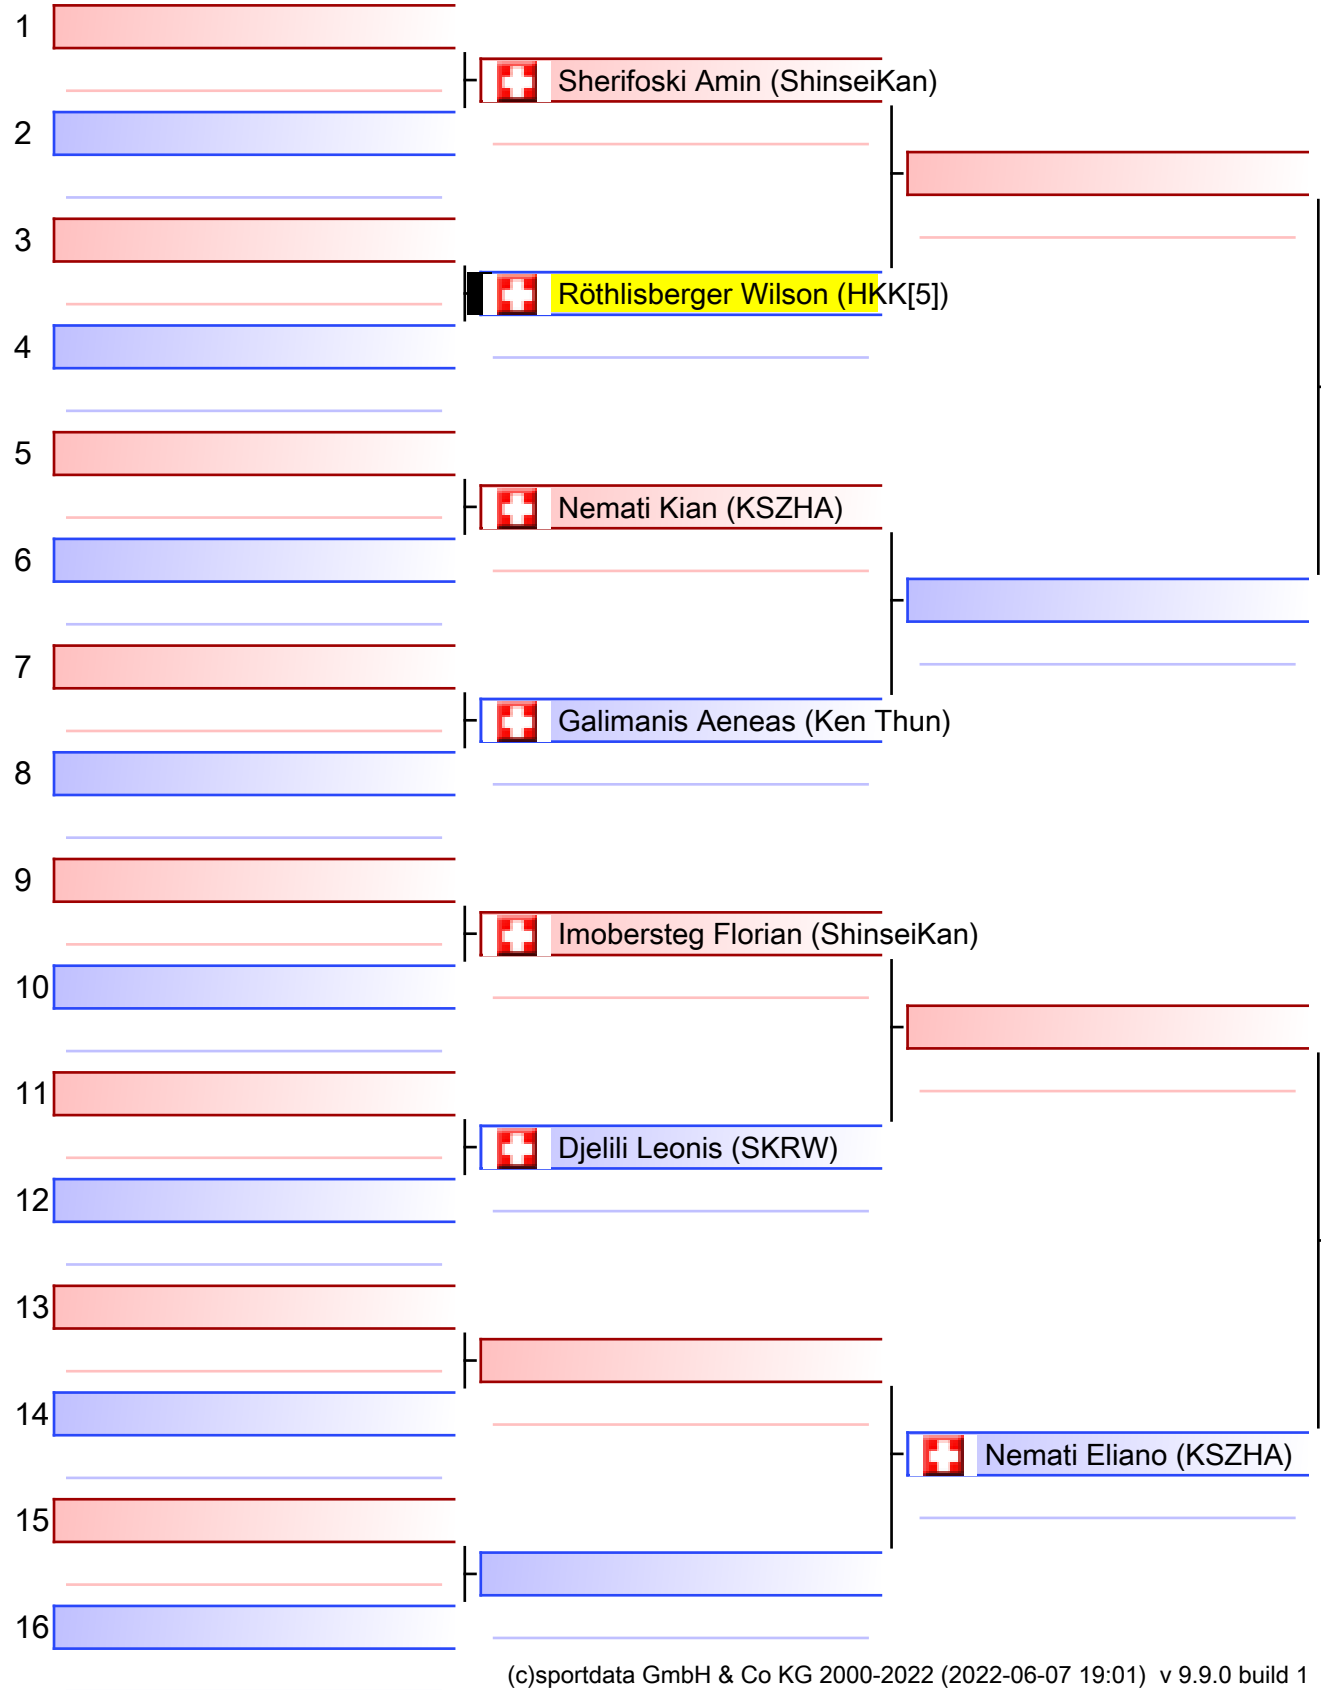 1
Sherifoski Amin (ShinseiKan)
2
3
Röthlisberger Wilson (HKK[5])
4
5
Nemati Kian (KSZHA)
6
7
Galimanis Aeneas (Ken Thun)
8
9
Imobersteg Florian (ShinseiKan)
10
11
Djelili Leonis (SKRW)
12
13
14
Nemati Eliano (KSZHA)
15
16
(c)sportdata GmbH & Co KG 2000-2022 (2022-06-07 19:01) v 9.9.0 build 1